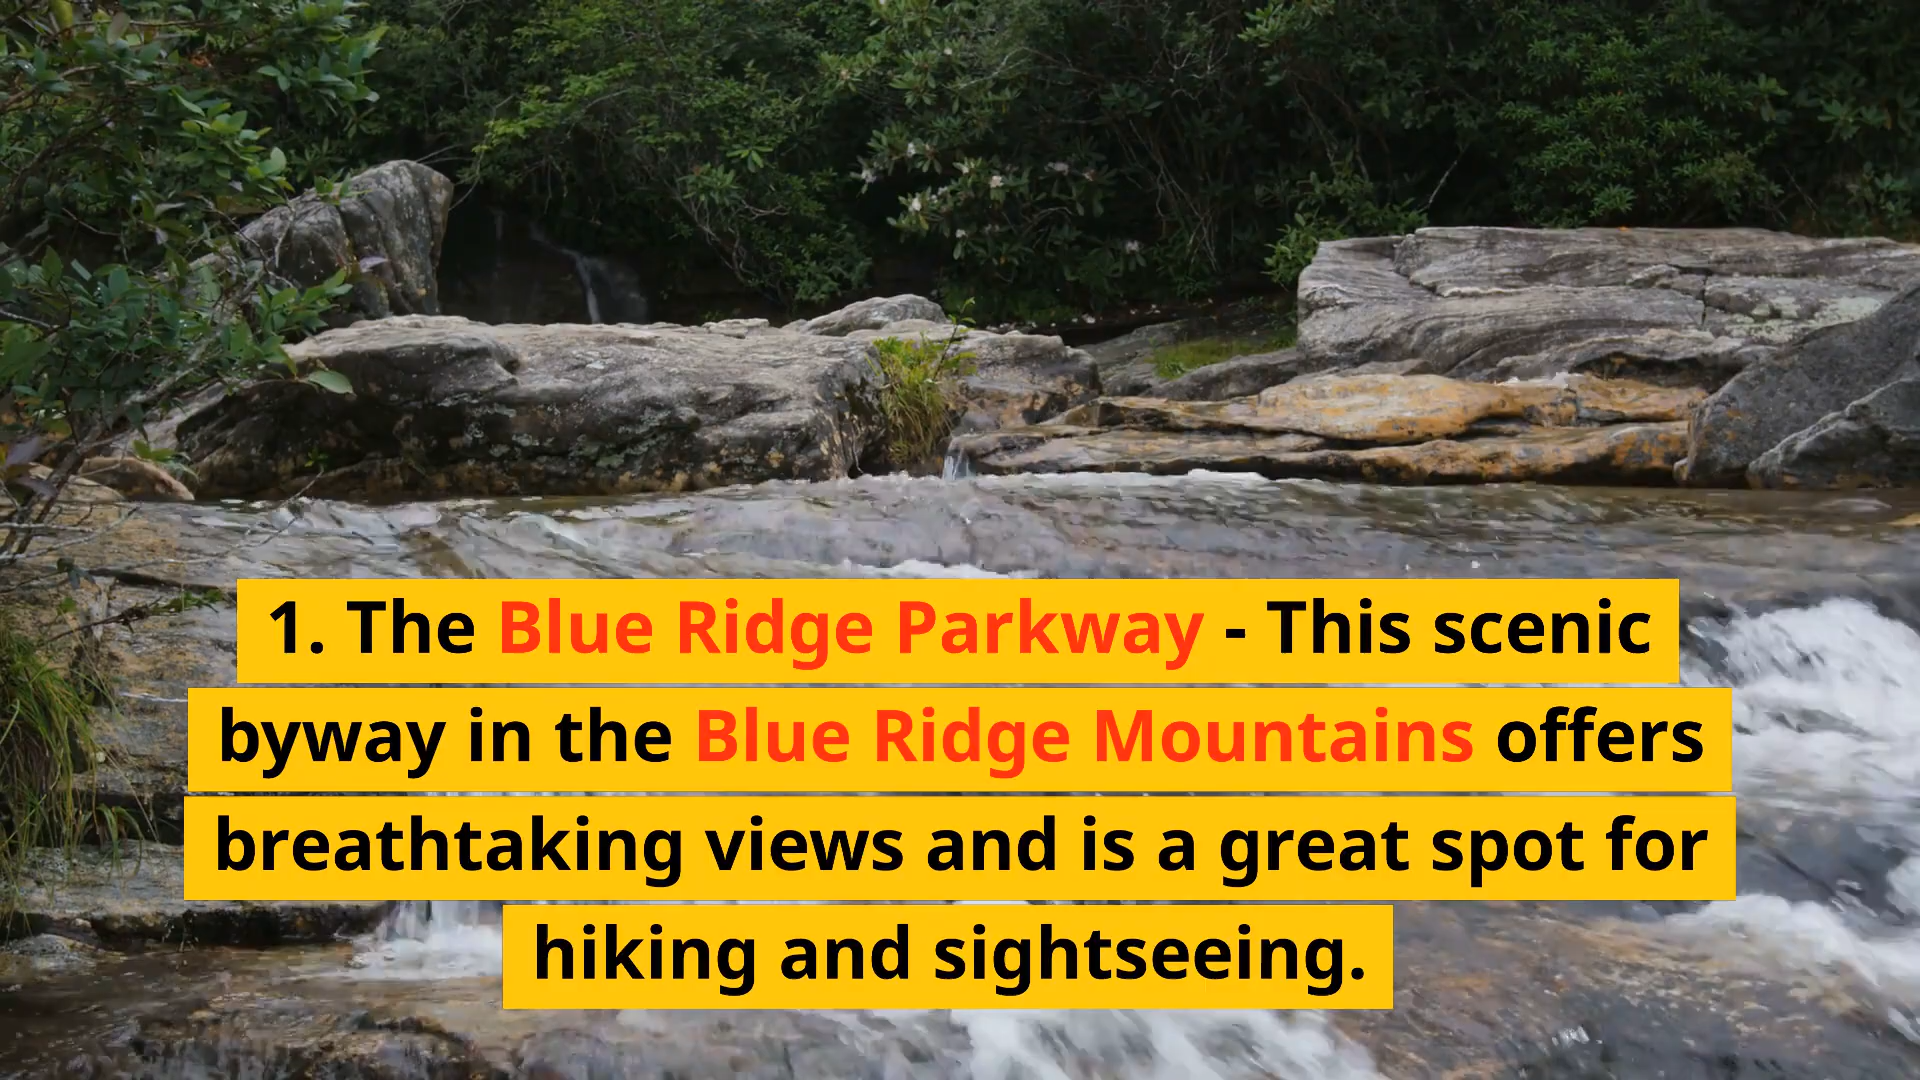 1. The Blue Ridge Parkway - This scenic
byway in the Blue Ridge Mountains offers
breathtaking views and is a great spot for
hiking and sightseeing.